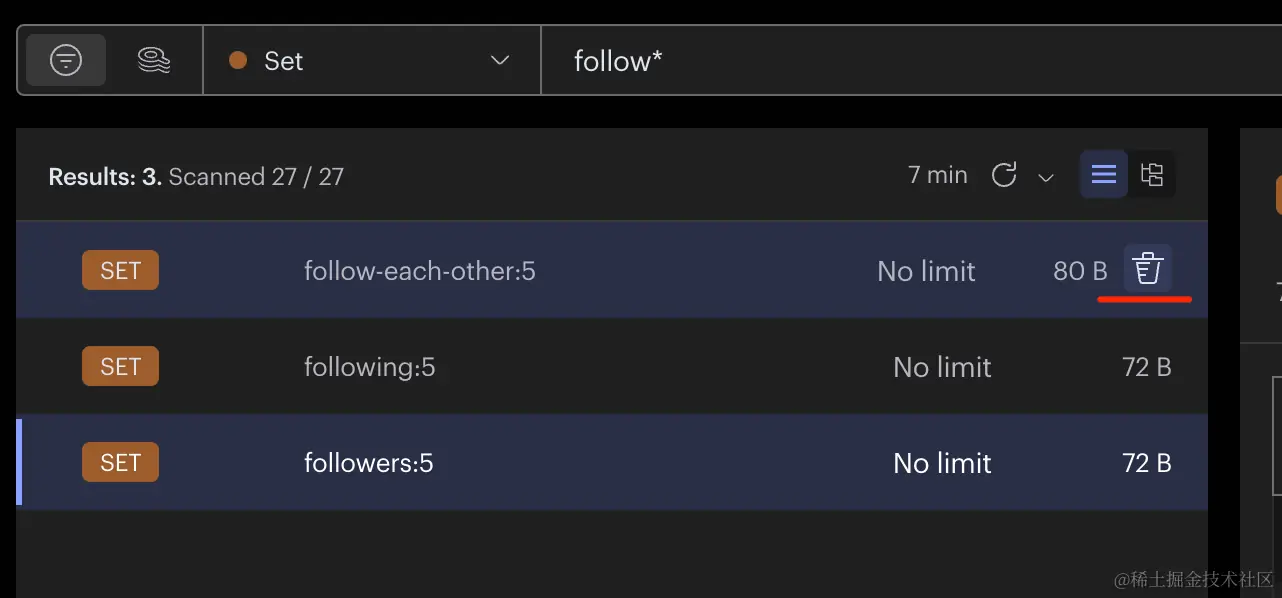 Set follow*
Results: 3. Scanned 27 / 27 7 min
SET follow-each-other:5 No limit 80 B
SET following:5 No limit 72 B
SET followers:5 No limit 72 B
@稀土掘金技术社区